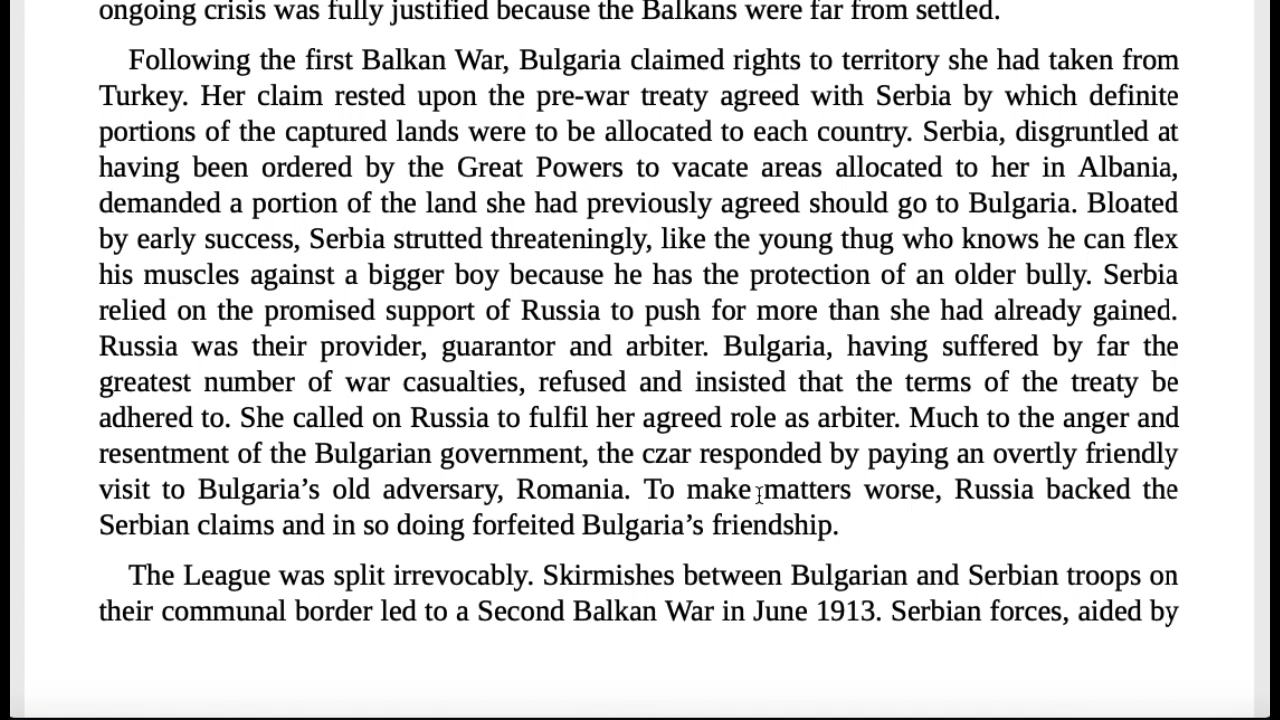 ongoing crisis was fully justified because the Balkans were far from settled.
Following the first Balkan War, Bulgaria claimed rights to territory she had taken from
Turkey. Her claim rested upon the pre-war treaty agreed with Serbia by which definite
portions of the captured lands were to be allocated to each country. Serbia, disgruntled at
having been ordered by the Great Powers to vacate areas allocated to her in Albania,
demanded a portion of the land she had previously agreed should go to Bulgaria. Bloated
by early success, Serbia strutted threateningly, like the young thug who knows he can flex
his muscles against a bigger boy because he has the protection of an older bully. Serbia
relied on the promised support of Russia to push for more than she had already gained.
Russia was their provider, guarantor and arbiter. Bulgaria, having suffered by far the
greatest number of war casualties, refused and insisted that the terms of the treaty be
adhered to. She called on Russia to fulfil her agreed role as arbiter. Much to the anger and
resentment of the Bulgarian government, the czar responded by paying an overtly friendly
visit to Bulgaria’s old adversary, Romania. To make matters worse, Russia backed the
Serbian claims and in so doing forfeited Bulgaria’s friendship.
The League was split irrevocably. Skirmishes between Bulgarian and Serbian troops on
their communal border led to a Second Balkan War in June 1913. Serbian forces, aided by